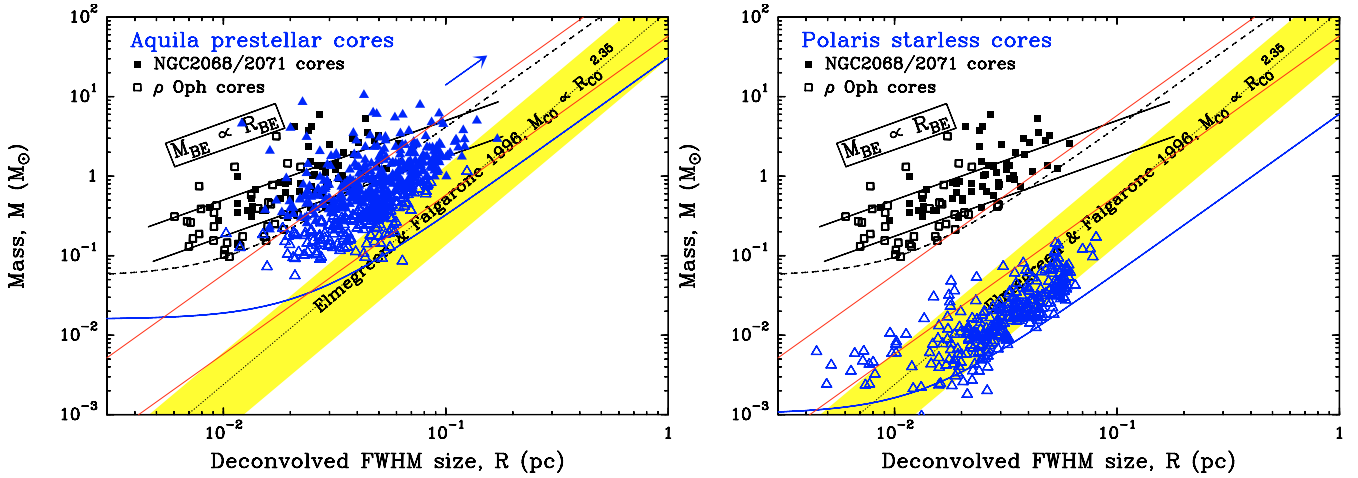 Aquila prestellar cores
NGC2068/2071 cores
ρ Oph cores
M_BE ∝ R_BE
Elmegreen & Falgarone 1996, M_CO ∝ R_CO^2.35
Mass, M (M_⊙)
10^2
10^1
1
10^-1
10^-2
10^-3
10^-2
10^-1
1
Deconvolved FWHM size, R (pc)
Polaris starless cores
NGC2068/2071 cores
ρ Oph cores
M_BE ∝ R_BE
Elmegreen & Falgarone 1996, M_CO ∝ R_CO^2.35
Mass, M (M_⊙)
10^2
10^1
1
10^-1
10^-2
10^-3
10^-2
10^-1
1
Deconvolved FWHM size, R (pc)